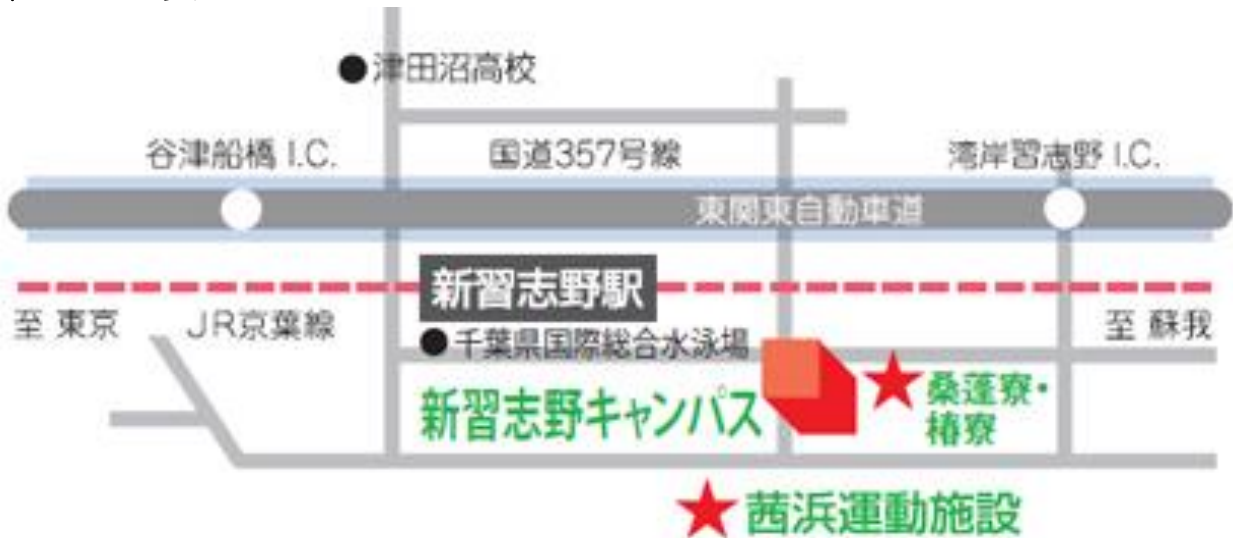 津田沼高校
谷津船橋 I.C.
国道357号線
湾岸習志野 I.C.
東関東自動車道
新習志野駅
至 東京
JR京葉線
至 蘇我
千葉県国際総合水泳場
新習志野キャンパス
桑蓬寮・
椿寮
茜浜運動施設